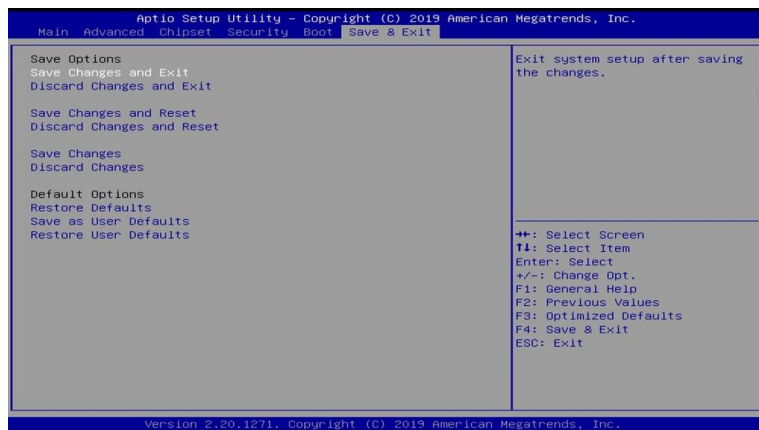 Aptio Setup Utility – Copyright (C) 2019 American Megatrends, Inc.
Main Advanced Chipset Security Boot Save & Exit
Save Options
Save Changes and Exit
Discard Changes and Exit
Save Changes and Reset
Discard Changes and Reset
Save Changes
Discard Changes
Default Options
Restore Defaults
Save as User Defaults
Restore User Defaults
Exit system setup after saving
the changes.
→←: Select Screen
↑↓: Select Item
Enter: Select
+/-: Change Opt.
F1: General Help
F2: Previous Values
F3: Optimized Defaults
F4: Save & Exit
ESC: Exit
Version 2.20.1271. Copyright (C) 2019 American Megatrends, Inc.